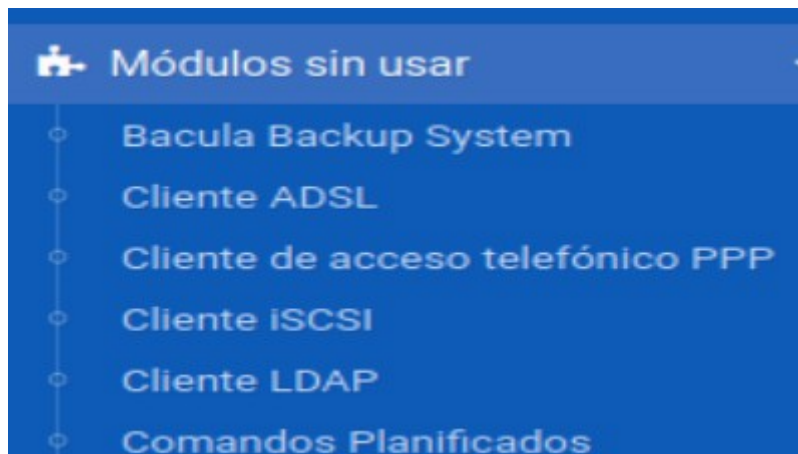 Módulos sin usar
Bacula Backup System
Cliente ADSL
Cliente de acceso telefónico PPP
Cliente iSCSI
Cliente LDAP
Comandos Planificados